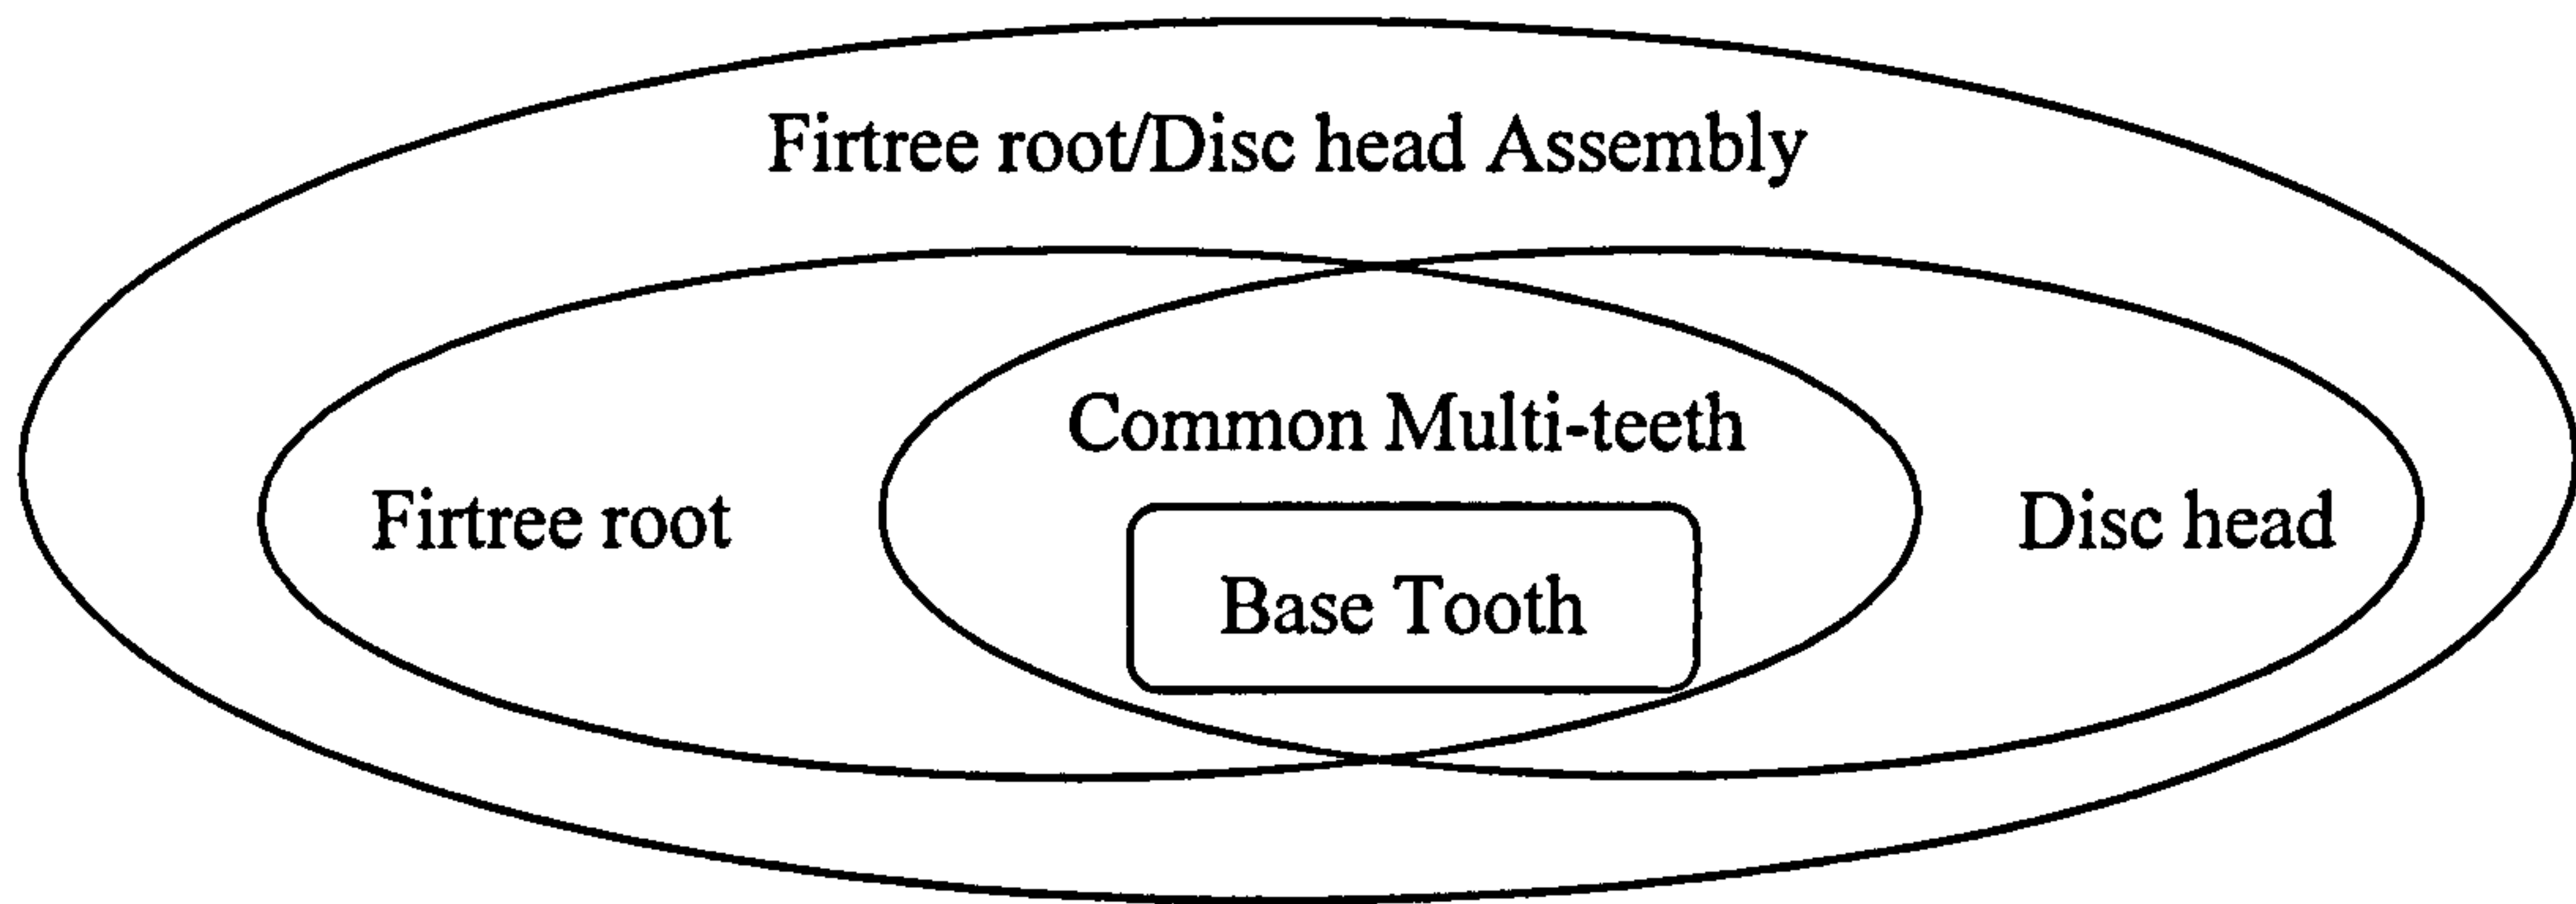 Firtree root/Disc head Assembly
Common Multi-teeth
Firtree root
Disc head
Base Tooth